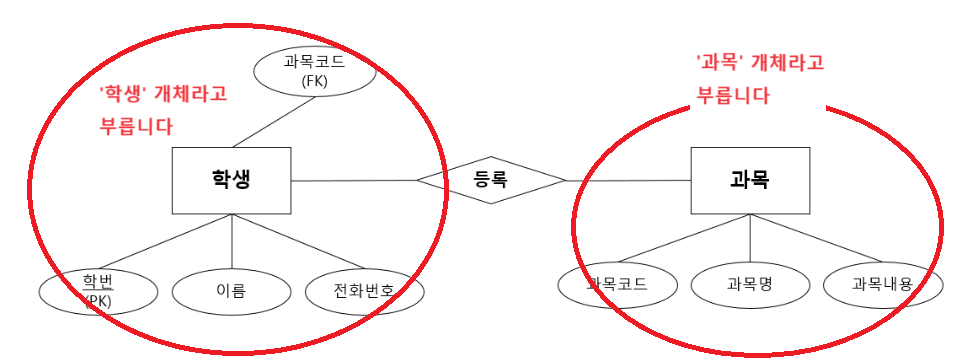 과목코드
(FK)
'학생' 개체라고
부릅니다
'과목' 개체라고
부릅니다
학생
등록
과목
학번
(PK)
이름
전화번호
과목코드
과목명
과목내용